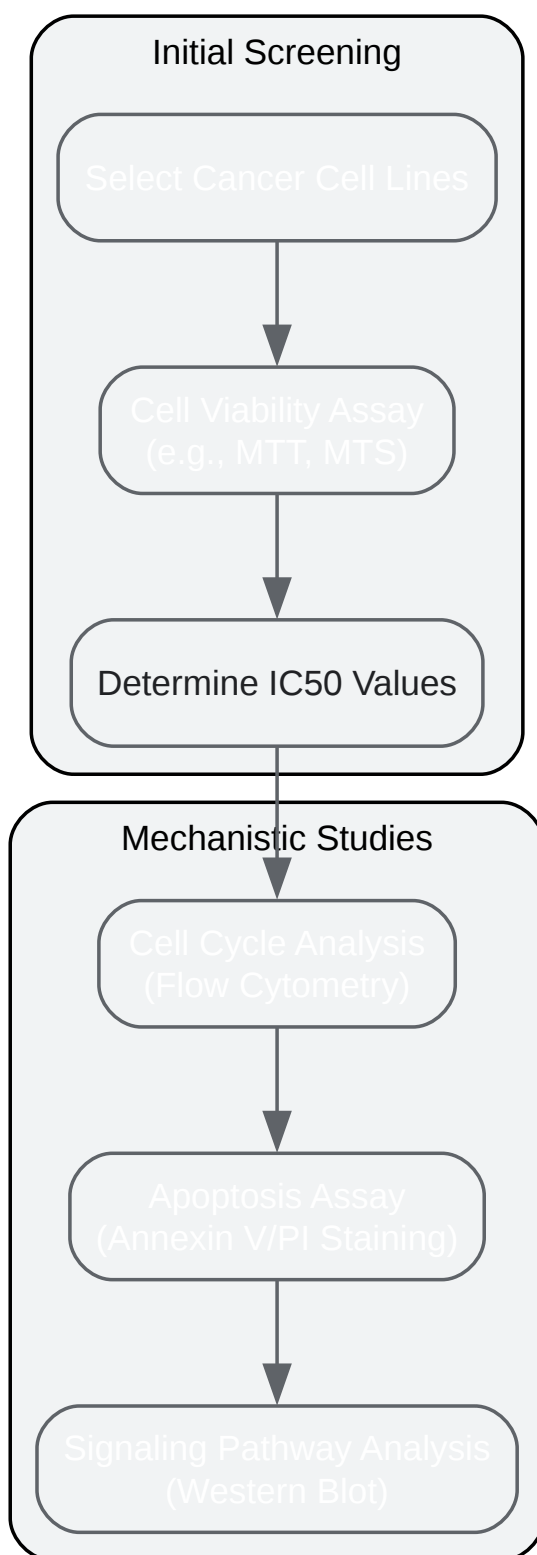 Initial Screening
Select Cancer Cell Lines
Cell Viability Assay
(e.g., MTT, MTS)
Determine IC50 Values
Mechanistic Studies
Cell Cycle Analysis
(Flow Cytometry)
Apoptosis Assay
(Annexin V/PI Staining)
Signaling Pathway Analysis
(Western Blot)